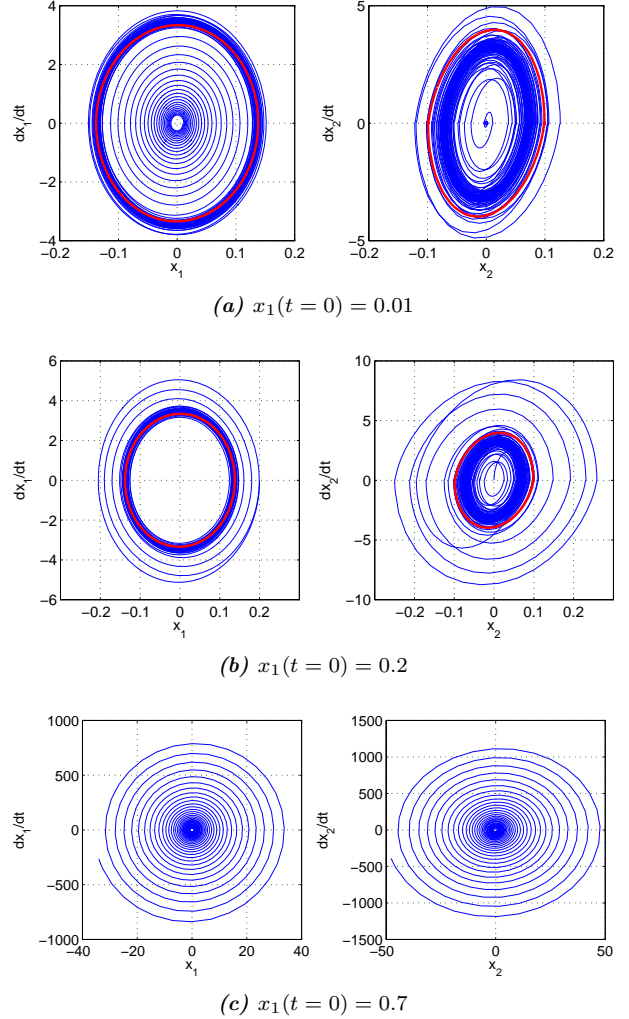 4
2
0
−2
−4
−0.2 −0.1 0 0.1 0.2
dx1/dt
x1
5
0
−5
−0.2 −0.1 0 0.1 0.2
dx2/dt
x2
(a) x1(t = 0) = 0.01
6
4
2
0
−2
−4
−6
−0.2 −0.1 0 0.1 0.2
dx1/dt
x1
10
5
0
−5
−10
−0.2 −0.1 0 0.1 0.2
dx2/dt
x2
(b) x1(t = 0) = 0.2
1000
500
0
−500
−1000
−40 −20 0 20 40
dx1/dt
x1
1500
1000
500
0
−500
−1000
−1500
−50 0 50
dx2/dt
x2
(c) x1(t = 0) = 0.7